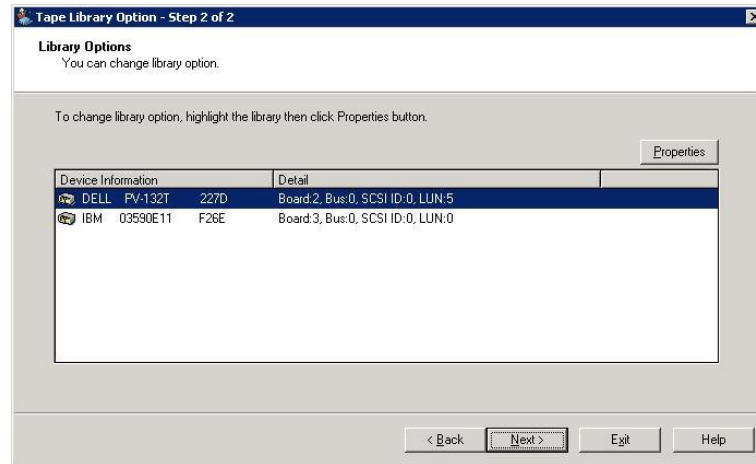 Tape Library Option - Step 2 of 2
Library Options
You can change library option.
To change library option, highlight the library then click Properties button.
Properties
Device Information Detail
DELL PV-132T 227D Board:2, Bus:0, SCSI ID:0, LUN:5
IBM 03590E11 F26E Board:3, Bus:0, SCSI ID:0, LUN:0
< Back Next > Exit Help